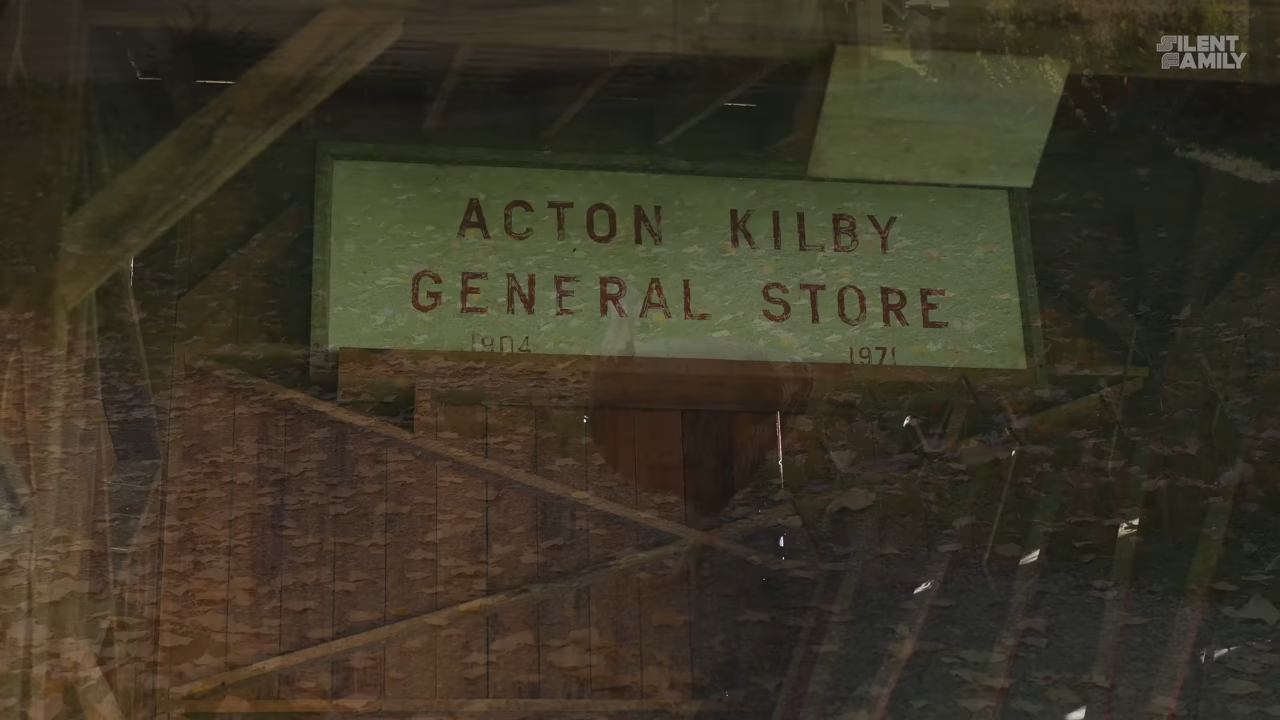 SILENT
FAMILY
ACTON KILBY
GENERAL STORE
1904 1971